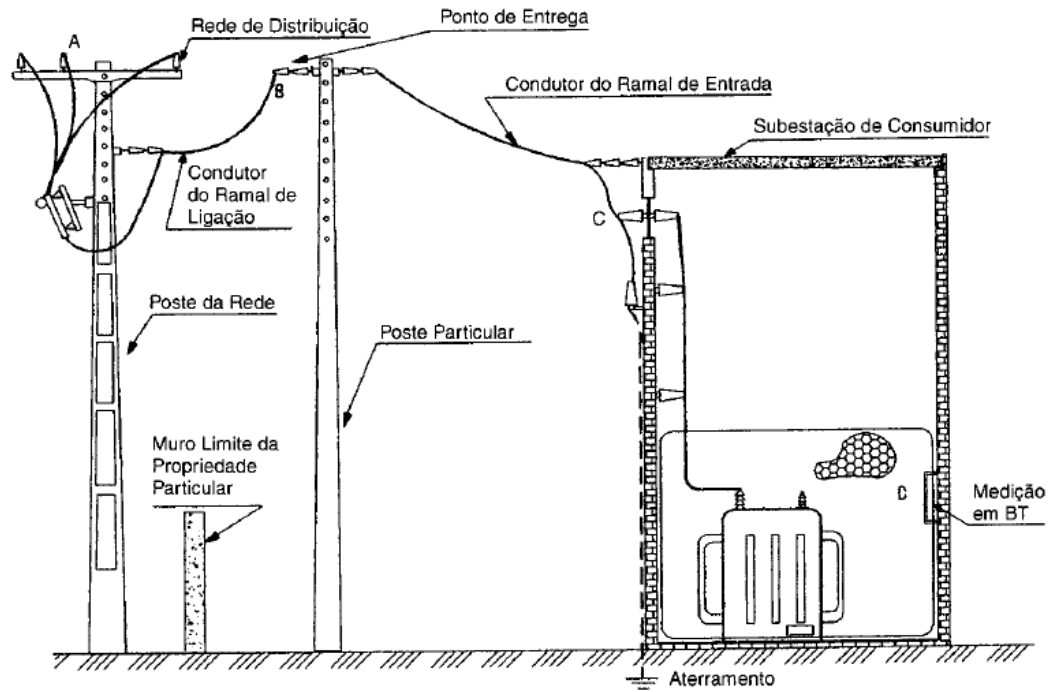 Ponto de Entrega
Rede de Distribuição
A
B
Condutor do Ramal de Entrada
Subestação de Consumidor
Condutor
do Ramal de
Ligação
C
Poste da Rede
Poste Particular
Muro Limite da
Propriedade
Particular
D
Medição
em BT
Aterramento